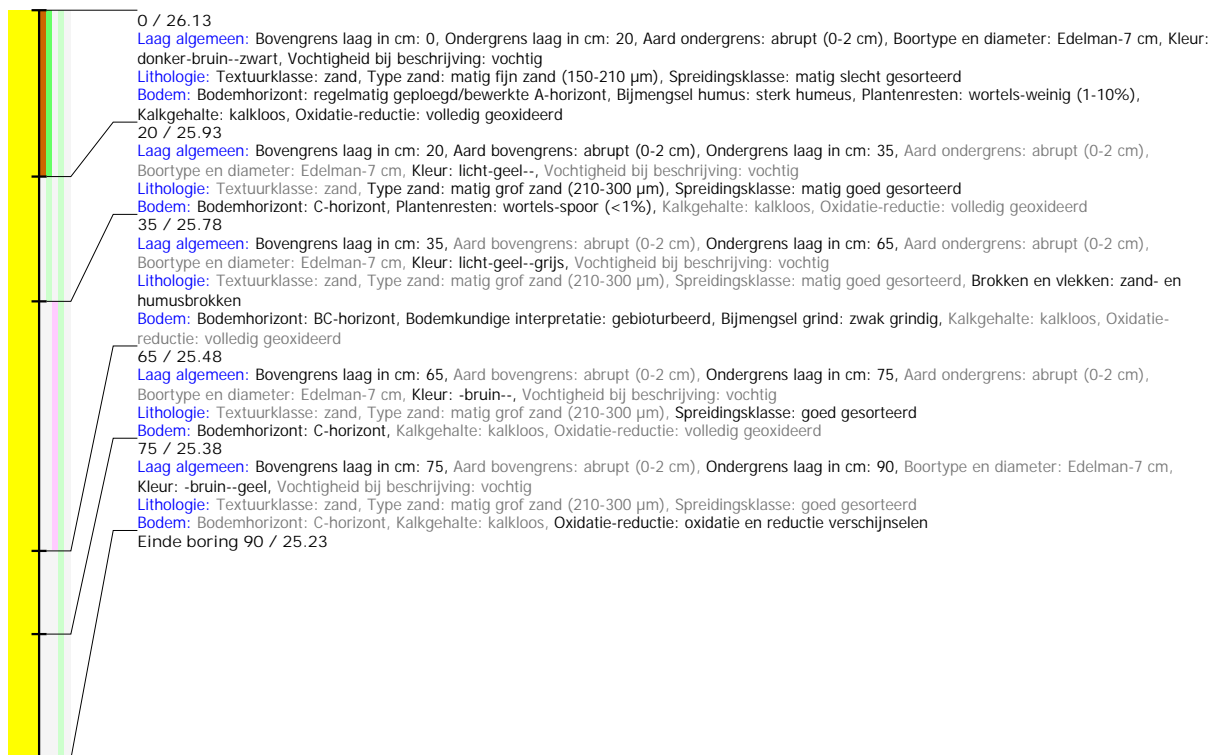 0 / 26.13
Laag algemeen: Bovengrens laag in cm: 0, Ondergrens laag in cm: 20, Aard ondergrens: abrupt (0-2 cm), Boortype en diameter: Edelman-7 cm, Kleur:
donker-bruin--zwart, Vochtigheid bij beschrijving: vochtig
Lithologie: Textuurklasse: zand, Type zand: matig fijn zand (150-210 µm), Spreidingsklasse: matig slecht gesorteerd
Bodem: Bodemhorizont: regelmatig geploegd/bewerkte A-horizont, Bijmengsel humus: sterk humeus, Plantenresten: wortels-weinig (1-10%),
Kalkgehalte: kalkloos, Oxidatie-reductie: volledig geoxideerd
20 / 25.93
Laag algemeen: Bovengrens laag in cm: 20, Aard bovengrens: abrupt (0-2 cm), Ondergrens laag in cm: 35, Aard ondergrens: abrupt (0-2 cm),
Boortype en diameter: Edelman-7 cm, Kleur: licht-geel--, Vochtigheid bij beschrijving: vochtig
Lithologie: Textuurklasse: zand, Type zand: matig grof zand (210-300 µm), Spreidingsklasse: matig goed gesorteerd
Bodem: Bodemhorizont: C-horizont, Plantenresten: wortels-spoor (<1%), Kalkgehalte: kalkloos, Oxidatie-reductie: volledig geoxideerd
35 / 25.78
Laag algemeen: Bovengrens laag in cm: 35, Aard bovengrens: abrupt (0-2 cm), Ondergrens laag in cm: 65, Aard ondergrens: abrupt (0-2 cm),
Boortype en diameter: Edelman-7 cm, Kleur: licht-geel--grijs, Vochtigheid bij beschrijving: vochtig
Lithologie: Textuurklasse: zand, Type zand: matig grof zand (210-300 µm), Spreidingsklasse: matig goed gesorteerd, Brokken en vlekken: zand- en
humusbrokken
Bodem: Bodemhorizont: BC-horizont, Bodemkundige interpretatie: gebioturbeerd, Bijmengsel grind: zwak grindig, Kalkgehalte: kalkloos, Oxidatie-
reductie: volledig geoxideerd
65 / 25.48
Laag algemeen: Bovengrens laag in cm: 65, Aard bovengrens: abrupt (0-2 cm), Ondergrens laag in cm: 75, Aard ondergrens: abrupt (0-2 cm),
Boortype en diameter: Edelman-7 cm, Kleur: -bruin--, Vochtigheid bij beschrijving: vochtig
Lithologie: Textuurklasse: zand, Type zand: matig grof zand (210-300 µm), Spreidingsklasse: goed gesorteerd
Bodem: Bodemhorizont: C-horizont, Kalkgehalte: kalkloos, Oxidatie-reductie: volledig geoxideerd
75 / 25.38
Laag algemeen: Bovengrens laag in cm: 75, Aard bovengrens: abrupt (0-2 cm), Ondergrens laag in cm: 90, Boortype en diameter: Edelman-7 cm,
Kleur: -bruin--geel, Vochtigheid bij beschrijving: vochtig
Lithologie: Textuurklasse: zand, Type zand: matig grof zand (210-300 µm), Spreidingsklasse: goed gesorteerd
Bodem: Bodemhorizont: C-horizont, Kalkgehalte: kalkloos, Oxidatie-reductie: oxidatie en reductie verschijnselen
Einde boring 90 / 25.23